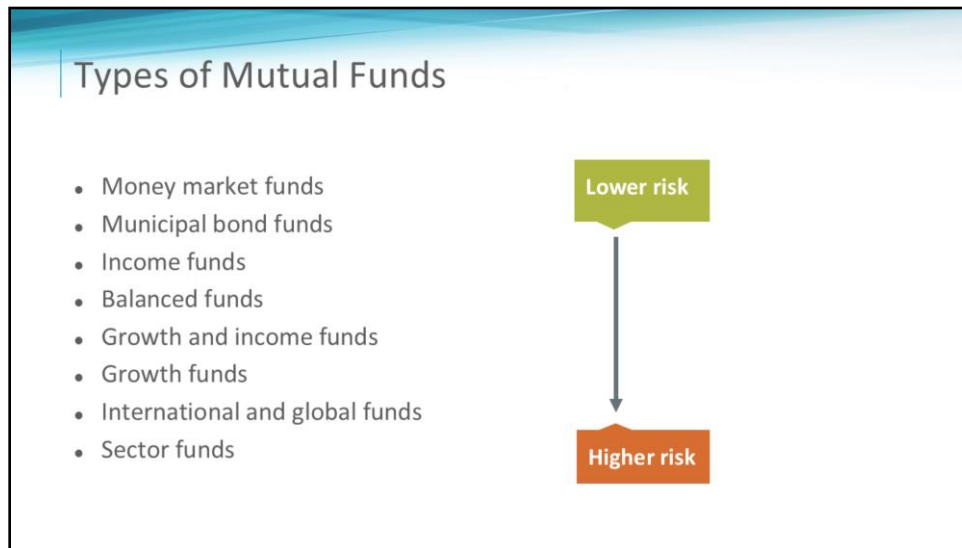 Types of Mutual Funds
• Money market funds
• Municipal bond funds
• Income funds
• Balanced funds
• Growth and income funds
• Growth funds
• International and global funds
• Sector funds
Lower risk
Higher risk